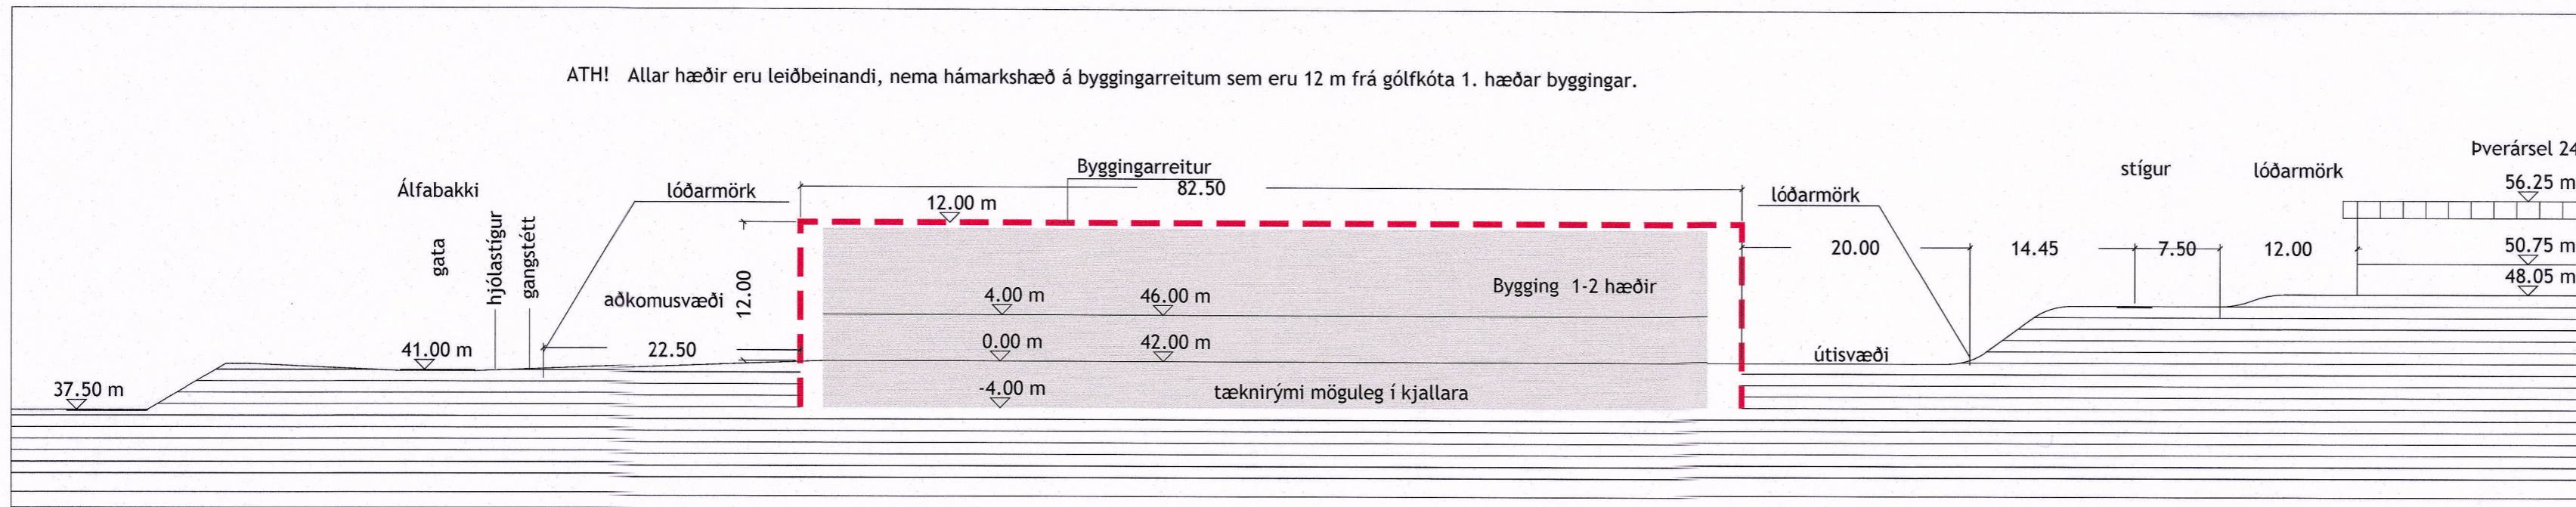 ATH! Allar hæðir eru leiðbeinandi, nema hámarkshæð á byggingarreitum sem eru 12 m frá gólfkóta 1. hæðar byggingar.
Byggingarreitur
82.50
12.00 m
Álfabakki
gata
hjólastígur
gangstétt
lóðarmörk
aðkomusvæði
12.00
22.50
41.00 m
37.50 m
4.00 m
46.00 m
0.00 m
42.00 m
-4.00 m
Bygging 1-2 hæðir
tæknirými möguleg í kjallara
lóðarmörk
20.00
útisvæði
14.45
stígur
7.50
lóðarmörk
12.00
Þverársel 24
56.25 m
50.75 m
48.05 m